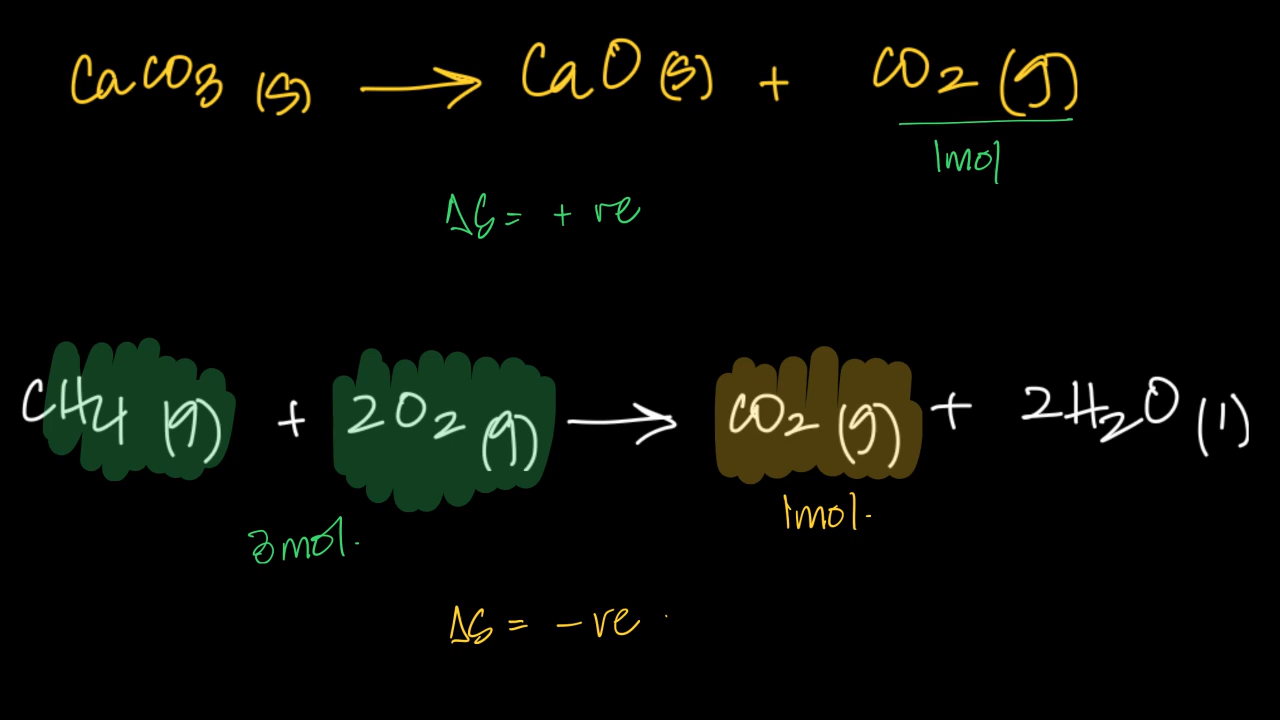 CaCO3 (s) → CaO (s) + CO2 (g)
1mol
ΔS = + ve
CH4 (g) + 2O2 (g) → CO2 (g) + 2H2O (l)
3mol.
1mol.
ΔS = - ve